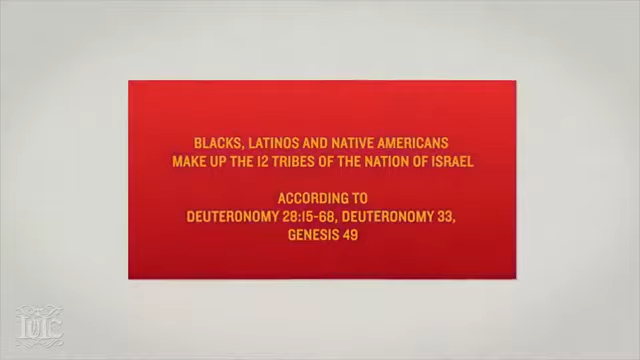 BLACKS, LATINOS AND NATIVE AMERICANS
MAKE UP THE 12 TRIBES OF THE NATION OF ISRAEL
ACCORDING TO
DEUTERONOMY 28:15-68, DEUTERONOMY 33,
GENESIS 49
IUIC